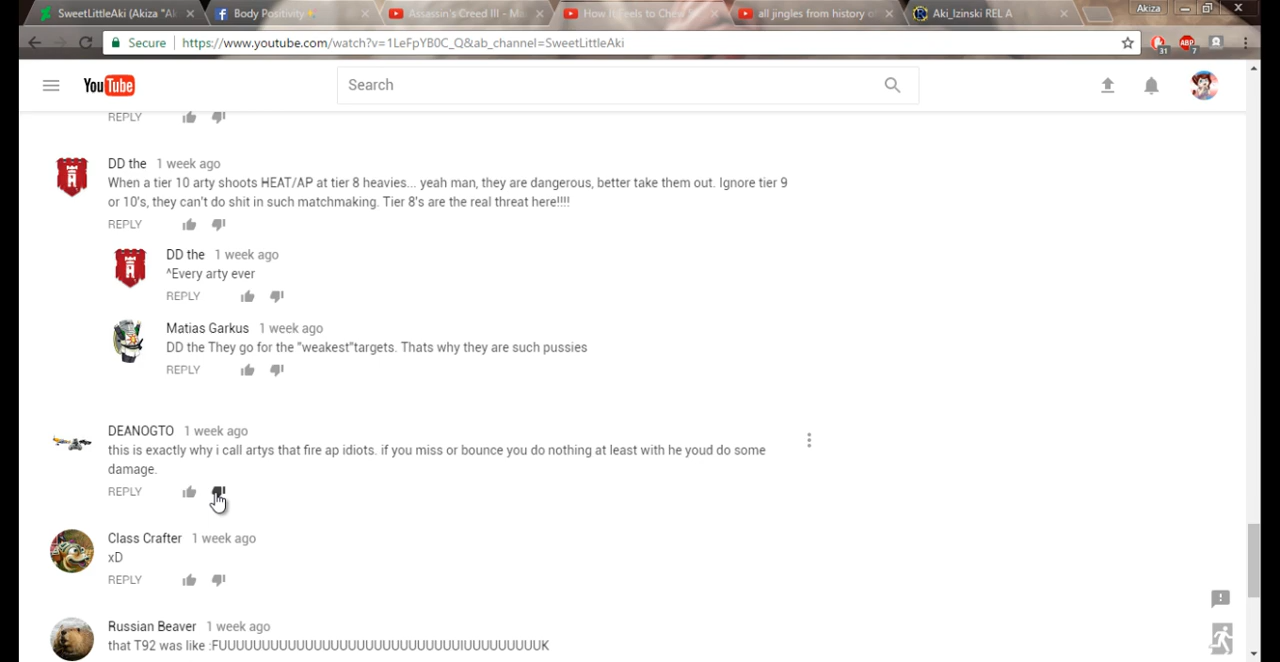 SweetLittleAki (Akiza "Ak
Body Positivity
Assassin's Creed III - M
How It Feels to Chew
all jingles from history of
Aki_Izinski REL A
Akiza
Secure
https://www.youtube.com/watch?v=1LeFpYB0C_Q&ab_channel=SweetLittleAki
31
ABP
7
YouTube
Search
REPLY
DD the 1 week ago
When a tier 10 arty shoots HEAT/AP at tier 8 heavies... yeah man, they are dangerous, better take them out. Ignore tier 9
or 10's, they can't do shit in such matchmaking. Tier 8's are the real threat here!!!!
REPLY
DD the 1 week ago
^Every arty ever
REPLY
Matias Garkus 1 week ago
DD the They go for the "weakest"targets. Thats why they are such pussies
REPLY
DEANOGTO 1 week ago
this is exactly why i call artys that fire ap idiots. if you miss or bounce you do nothing at least with he youd do some
damage.
REPLY
Class Crafter 1 week ago
xD
REPLY
Russian Beaver 1 week ago
that T92 was like :FUUUUUUUUUUUUUUUUUUUUUUUUUUUUIUUUUUUUUUK